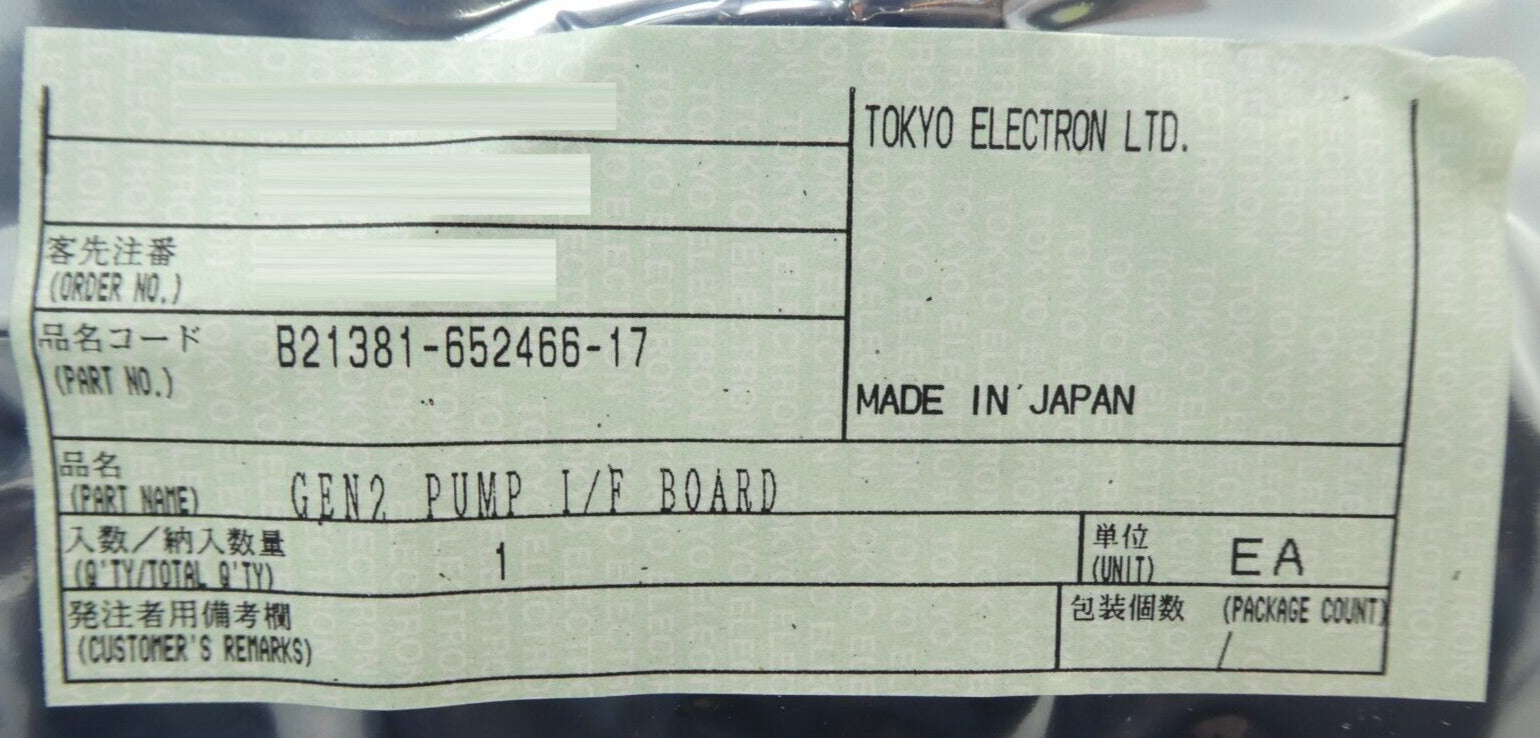 TOKYO ELECTRON LTD.
客先注番
(ORDER NO.)
品名コード B21381-652466-17
(PART NO.)
MADE IN JAPAN
品名
(PART NAME) GEN2 PUMP I/F BOARD
入数/納入数量 1
(Q'TY/TOTAL Q'TY)
単位 EA
(UNIT)
発注者用備考欄
(CUSTOMER'S REMARKS)
包装個数 (PACKAGE COUNT)
/